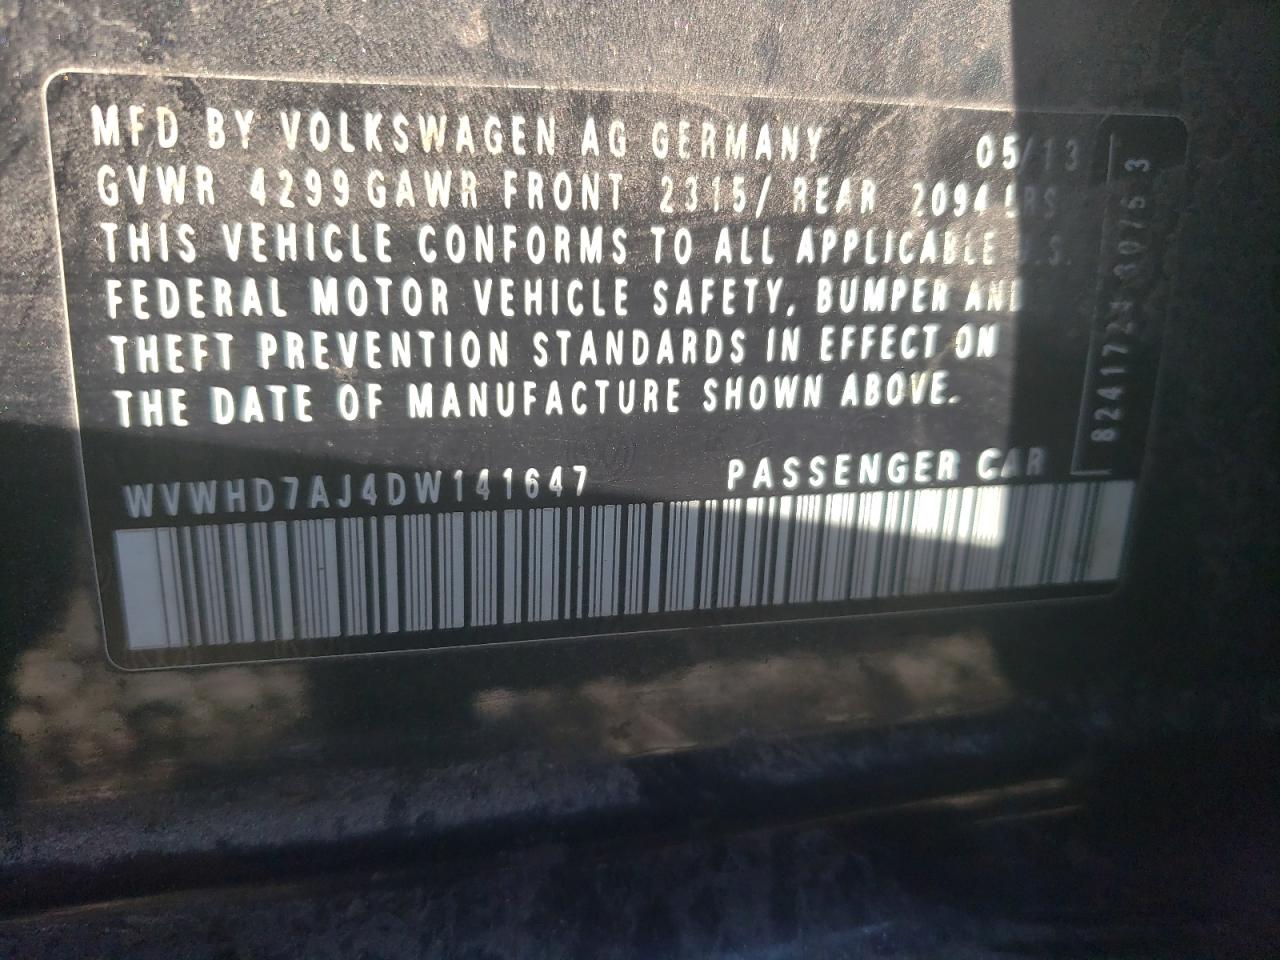 MFD BY VOLKSWAGEN AG GERMANY 05/13
GVWR 4299 GAWR FRONT 2315/ REAR 2094 LBS
THIS VEHICLE CONFORMS TO ALL APPLICABLE U.S.
FEDERAL MOTOR VEHICLE SAFETY, BUMPER AND
THEFT PREVENTION STANDARDS IN EFFECT ON
THE DATE OF MANUFACTURE SHOWN ABOVE.
WVWHD7AJ4DW141647 PASSENGER CAR